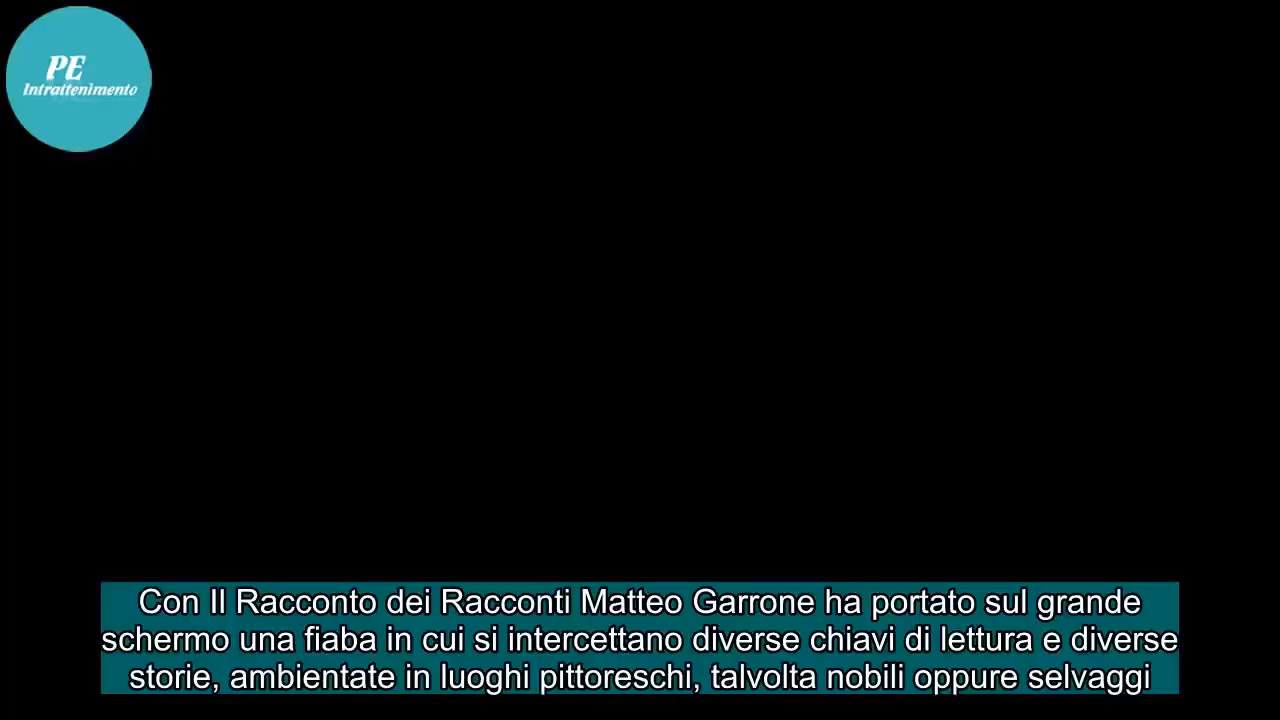 PE
Intrattenimento
Con Il Racconto dei Racconti Matteo Garrone ha portato sul grande
schermo una fiaba in cui si intercettano diverse chiavi di lettura e diverse
storie, ambientate in luoghi pittoreschi, talvolta nobili oppure selvaggi